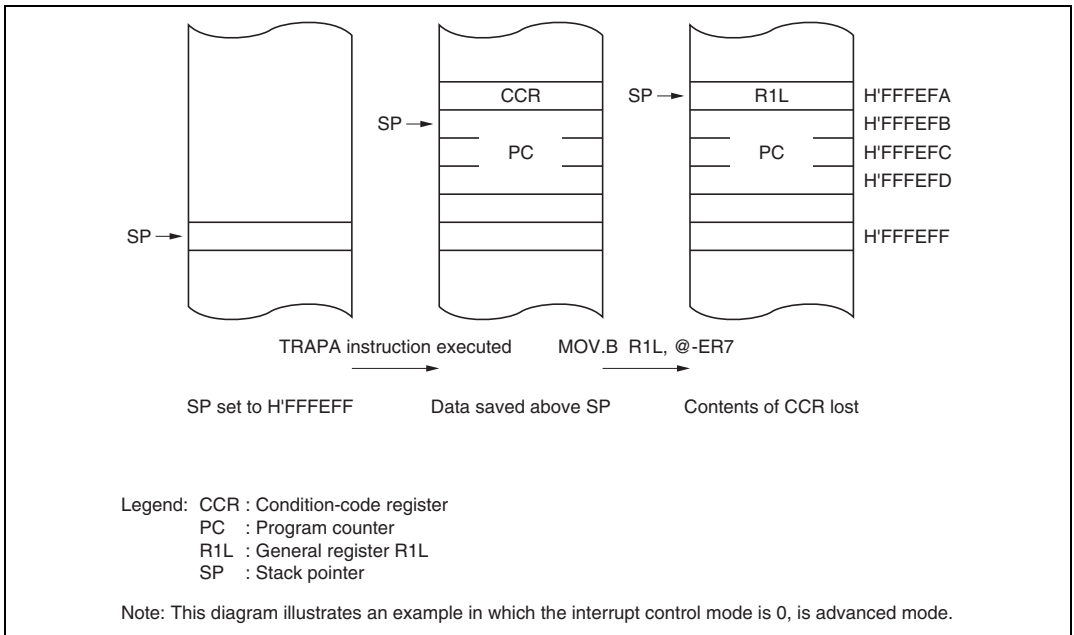 CCR
SP
R1L
H'FFFEFA
SP
H'FFFEFB
PC
PC
H'FFFEFC
H'FFFEFD
SP
H'FFFEFF
TRAPA instruction executed
MOV.B R1L, @-ER7
SP set to H'FFFEFF
Data saved above SP
Contents of CCR lost
Legend: CCR : Condition-code register
PC : Program counter
R1L : General register R1L
SP : Stack pointer
Note: This diagram illustrates an example in which the interrupt control mode is 0, is advanced mode.